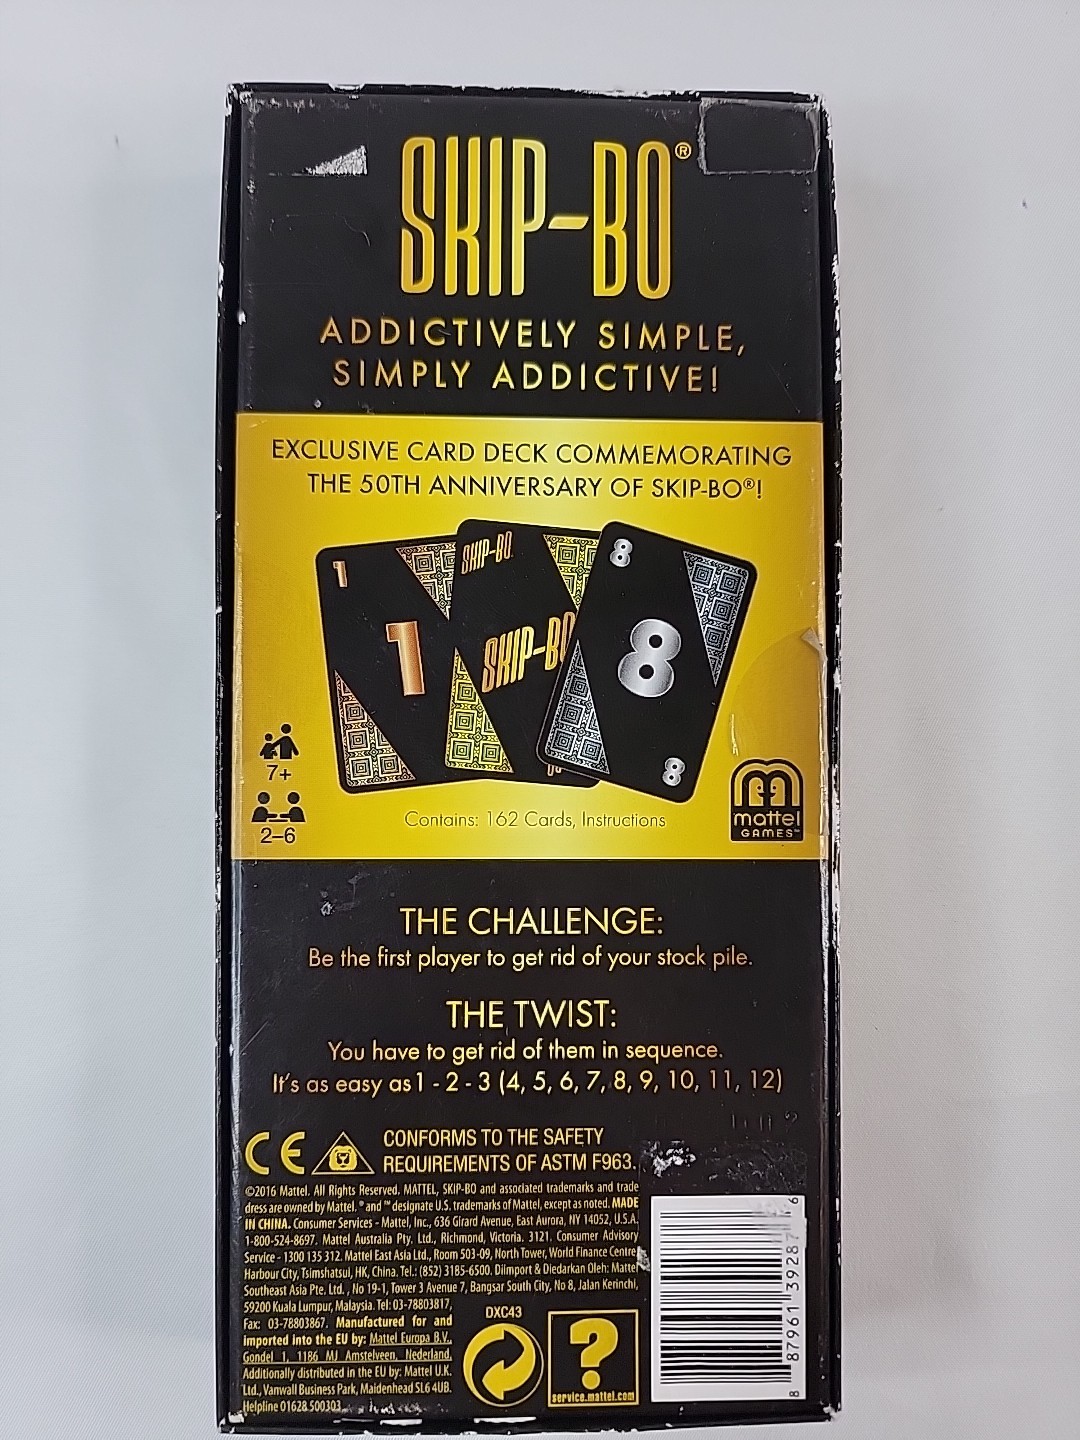 SKIP-BO®
ADDICTIVELY SIMPLE,
SIMPLY ADDICTIVE!
EXCLUSIVE CARD DECK COMMEMORATING
THE 50TH ANNIVERSARY OF SKIP-BO®!
1
1
SKIP-BO
SKIP-BO
8
8
8
7+
2–6
Contains: 162 Cards, Instructions
mattel
GAMES™
THE CHALLENGE:
Be the first player to get rid of your stock pile.
THE TWIST:
You have to get rid of them in sequence.
It's as easy as 1 - 2 - 3 (4, 5, 6, 7, 8, 9, 10, 11, 12)
CE
CONFORMS TO THE SAFETY
REQUIREMENTS OF ASTM F963.
©2016 Mattel. All Rights Reserved. MATTEL, SKIP-BO and associated trademarks and trade
dress are owned by Mattel. ® and ™ designate U.S. trademarks of Mattel, except as noted. MADE
IN CHINA. Consumer Services - Mattel, Inc., 636 Girard Avenue, East Aurora, NY 14052, U.S.A.
1-800-524-8697. Mattel Australia Pty. Ltd., Richmond, Victoria. 3121. Consumer Advisory
Service - 1300 135 312. Mattel East Asia Ltd., Room 503-09, North Tower, World Finance Centre,
Harbour City, Tsimshatsui, HK, China. Tel.: (852) 3185-6500. Diimport & Diedarkan Oleh: Mattel
Southeast Asia Pte. Ltd., No 19-1, Tower 3 Avenue 7, Bangsar South City, No 8, Jalan Kerinchi,
59200 Kuala Lumpur, Malaysia. Tel: 03-78803817,
Fax: 03-78803867. Manufactured for and
imported into the EU by: Mattel Europa B.V.,
Gondel 1, 1186 MJ Amstelveen, Nederland.
Additionally distributed in the EU by: Mattel U.K.
Ltd., Vanwall Business Park, Maidenhead SL6 4UB.
Helpline 01628 500303.
DXC43
?
service.mattel.com
8 87961 39287 6